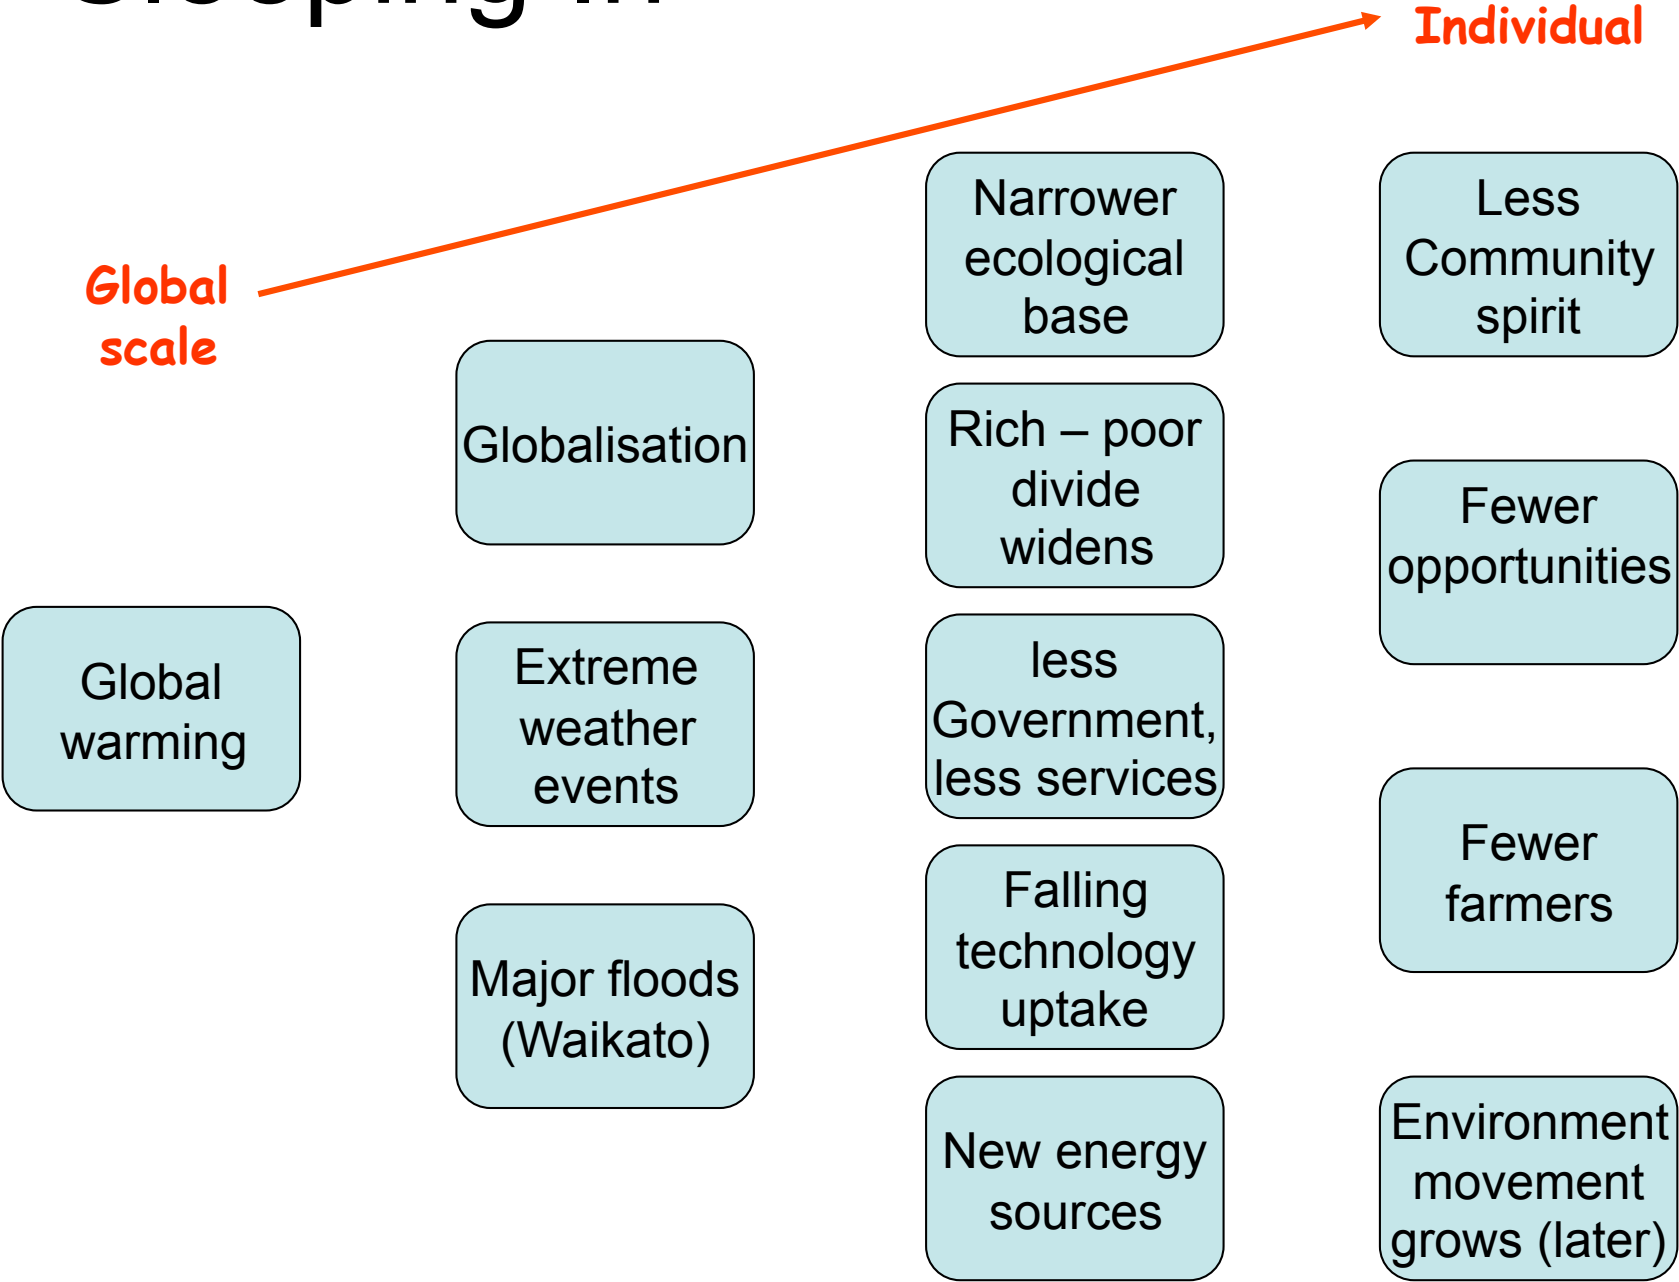 Sleeping in
Individual
Global
scale
Narrower
ecological
base
Less
Community
spirit
Globalisation
Rich – poor
divide
widens
Fewer
opportunities
Global
warming
Extreme
weather
events
less
Government,
less services
Fewer
farmers
Major floods
(Waikato)
Falling
technology
uptake
New energy
sources
Environment
movement
grows (later)